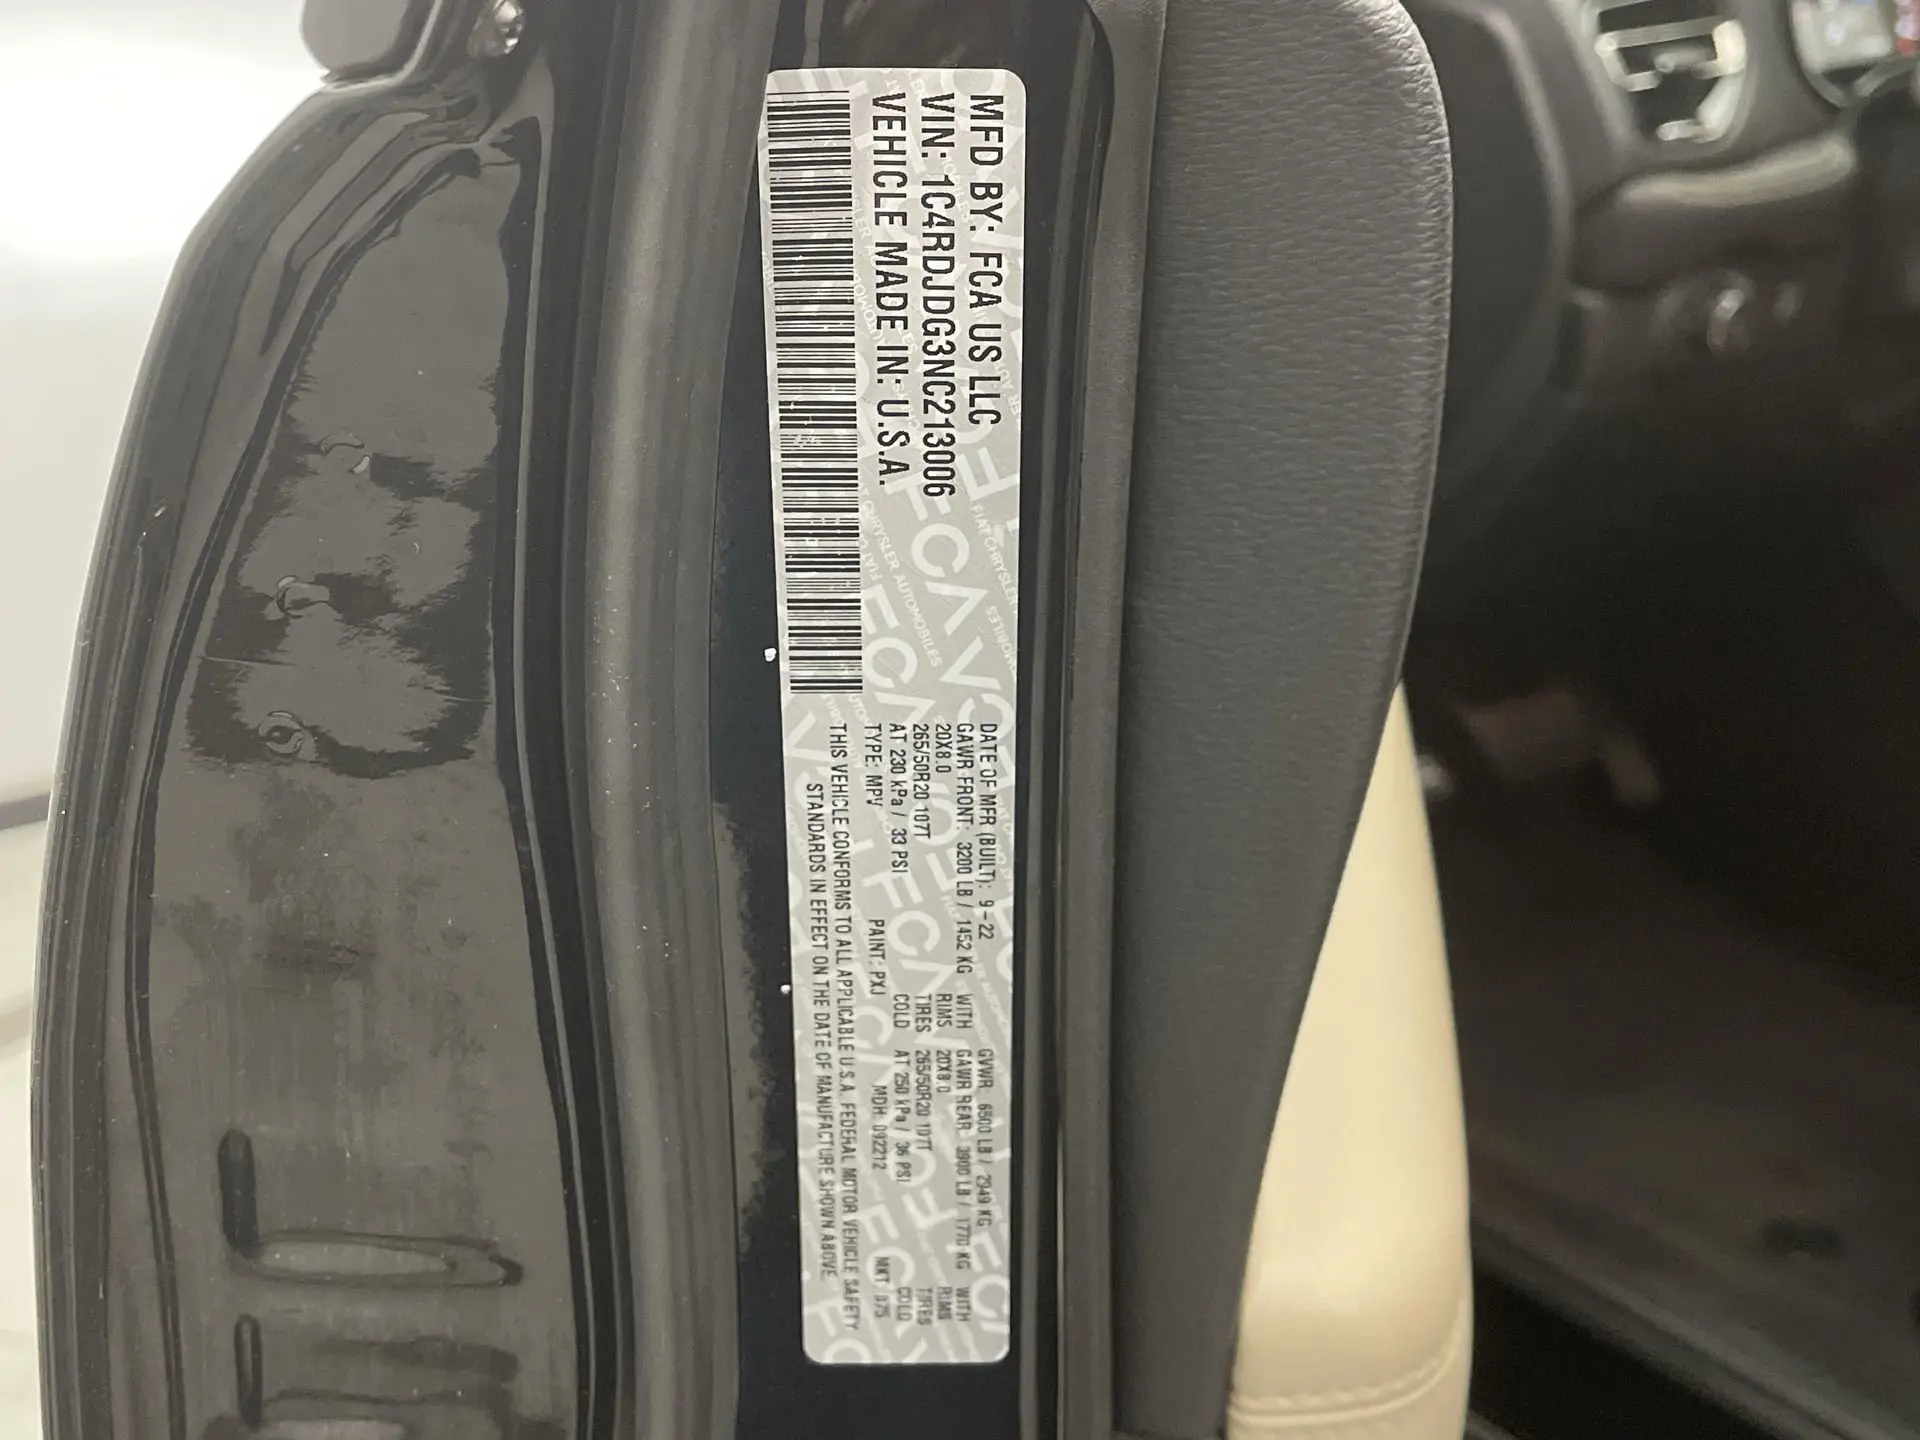 MFD BY: FCA US LLC
VIN: 1C4RDJDG3NC213006
VEHICLE MADE IN: U.S.A.
DATE OF MFR (BUILT): 9-22 GVWR: 6500 LB / 2949 KG
GAWR FRONT: 3200 LB / 1452 KG WITH GAWR REAR: 3900 LB / 1770 KG WITH
20X8.0 RIMS 20X8.0 RIMS
265/50R20 107T TIRES 265/50R20 107T TIRES
AT 230 kPa / 33 PSI COLD AT 250 kPa / 36 PSI COLD
TYPE: MPV PAINT: PXJ MDH: 092212 MKT: B75
THIS VEHICLE CONFORMS TO ALL APPLICABLE U.S.A. FEDERAL MOTOR VEHICLE SAFETY
STANDARDS IN EFFECT ON THE DATE OF MANUFACTURE SHOWN ABOVE.